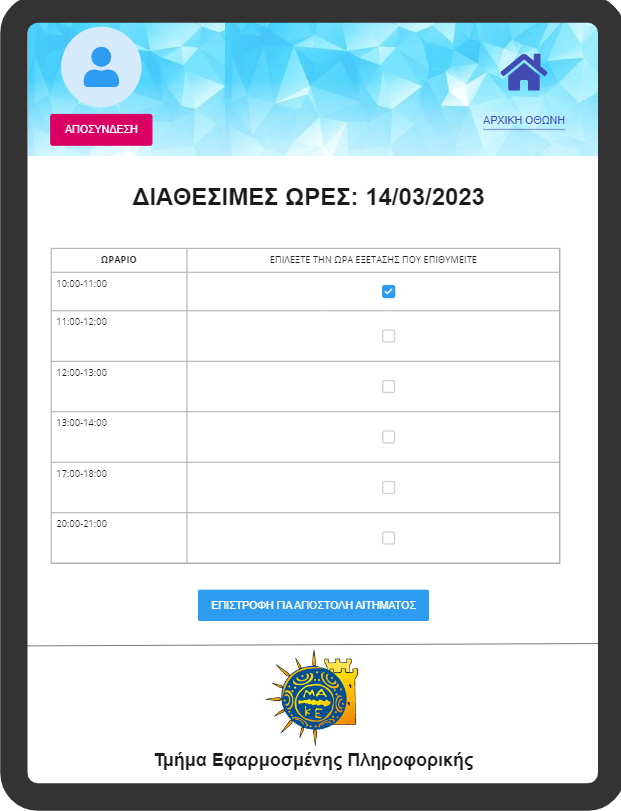 ΑΠΟΣΥΝΔΕΣΗ
ΑΡΧΙΚΗ ΟΘΩΝΗ
ΔΙΑΘΕΣΙΜΕΣ ΩΡΕΣ: 14/03/2023
ΩΡΑΡΙΟ ΕΠΙΛΕΞΤΕ ΤΗΝ ΩΡΑ ΕΞΕΤΑΣΗΣ ΠΟΥ ΕΠΙΘΥΜΕΙΤΕ
10:00-11:00
11:00-12:00
12:00-13:00
13:00-14:00
17:00-18:00
20:00-21:00
ΕΠΙΣΤΡΟΦΗ ΓΙΑ ΑΠΟΣΤΟΛΗ ΑΙΤΗΜΑΤΟΣ
ΜΑ
ΚΕ
Τμήμα Εφαρμοσμένης Πληροφορικής